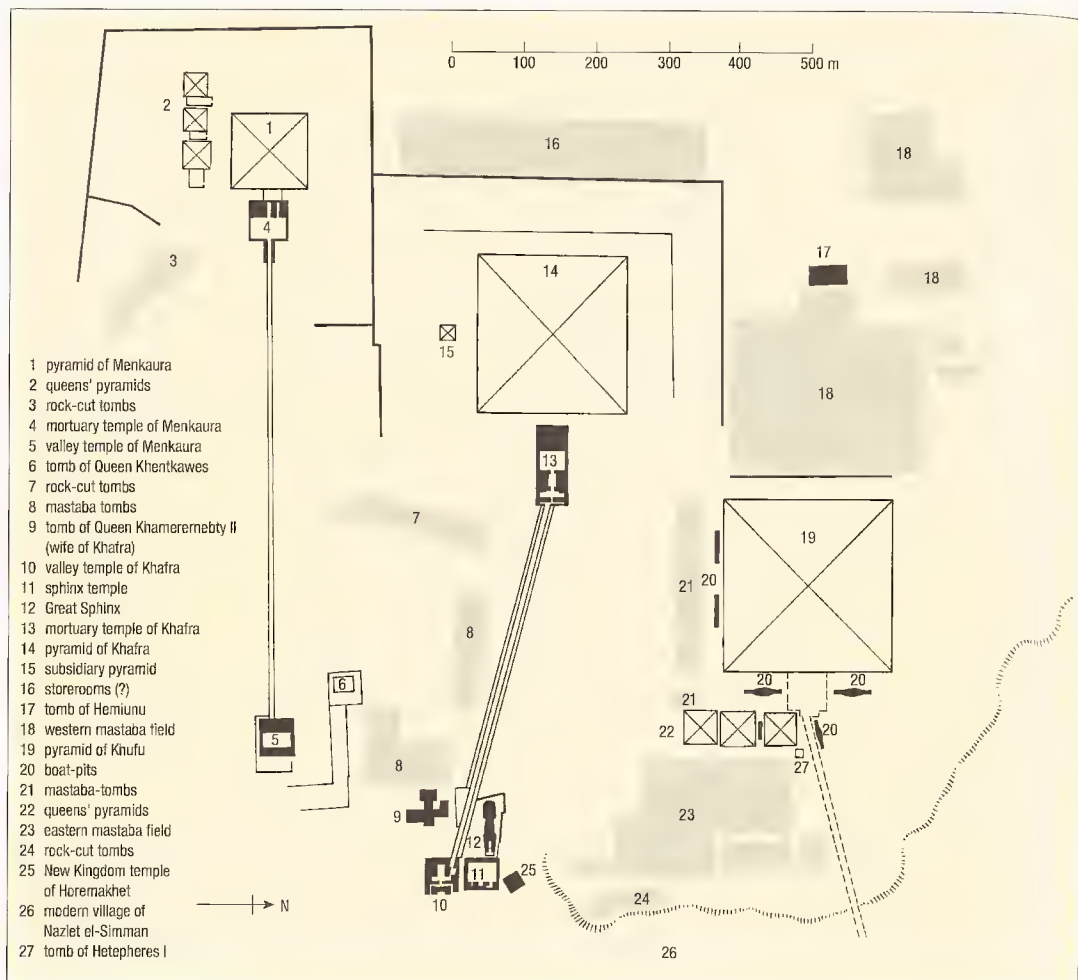 0 100 200 300 400 500 m
2
1
16
18
4
17
3
14
18
15
18
1 pyramid of Menkaura
2 queens' pyramids
3 rock-cut tombs
4 mortuary temple of Menkaura
5 valley temple of Menkaura
6 tomb of Queen Khentkawes
7 rock-cut tombs
8 mastaba tombs
9 tomb of Queen Khamerernebty II
(wife of Khafra)
10 valley temple of Khafra
11 sphinx temple
12 Great Sphinx
13 mortuary temple of Khafra
14 pyramid of Khafra
15 subsidiary pyramid
16 storerooms (?)
17 tomb of Hemiunu
18 western mastaba field
19 pyramid of Khufu
20 boat-pits
21 mastaba-tombs
22 queens' pyramids
23 eastern mastaba field
24 rock-cut tombs
25 New Kingdom temple
of Horemakhet
26 modern village of
Nazlet el-Simman
27 tomb of Hetepheres I
13
7
19
21
20
8
6
20
20
21
22
20
5
27
8
9
23
12
11
25
10
24
N
26